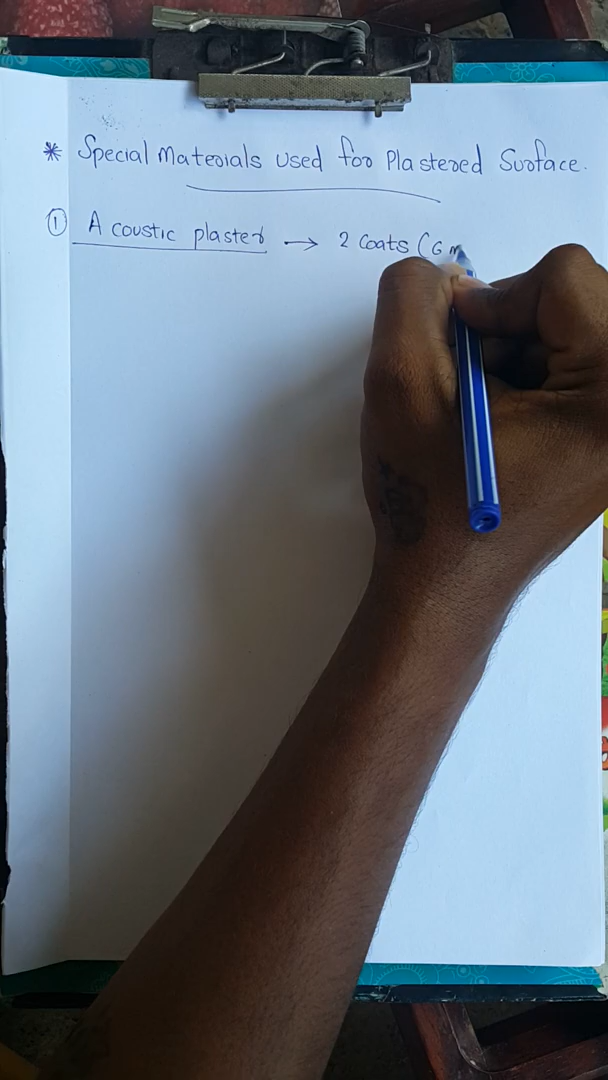 * Special Materials Used for Plastered Surface.
① Acoustic plaster → 2 Coats (6 m